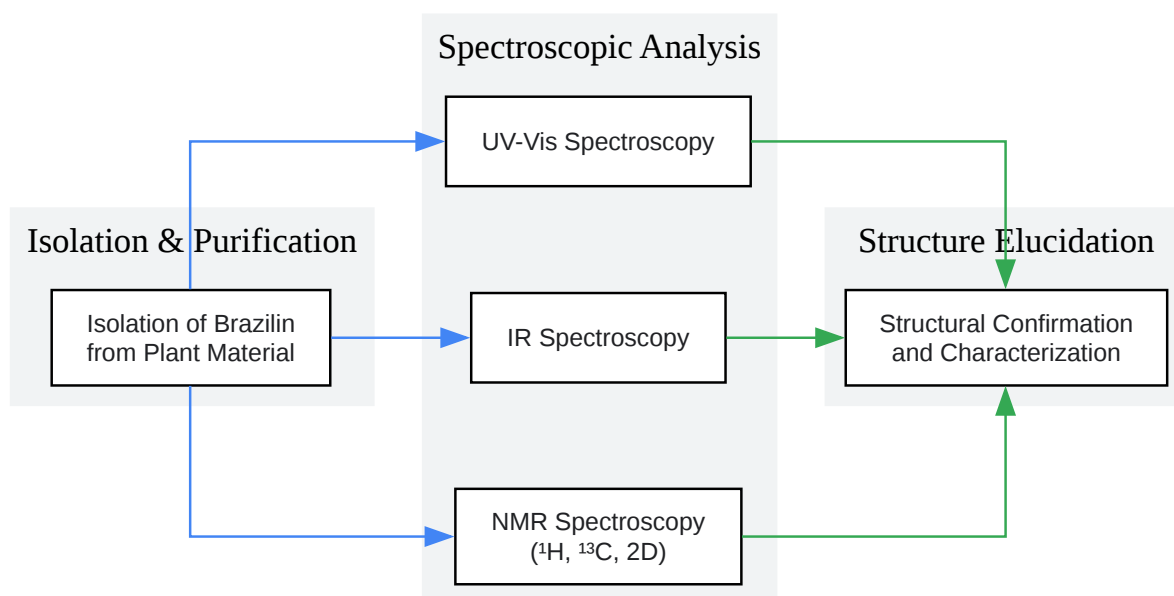 Spectroscopic Analysis
UV-Vis Spectroscopy
Isolation & Purification
Isolation of Brazilin
from Plant Material
IR Spectroscopy
Structure Elucidation
Structural Confirmation
and Characterization
NMR Spectroscopy
(¹H, ¹³C, 2D)